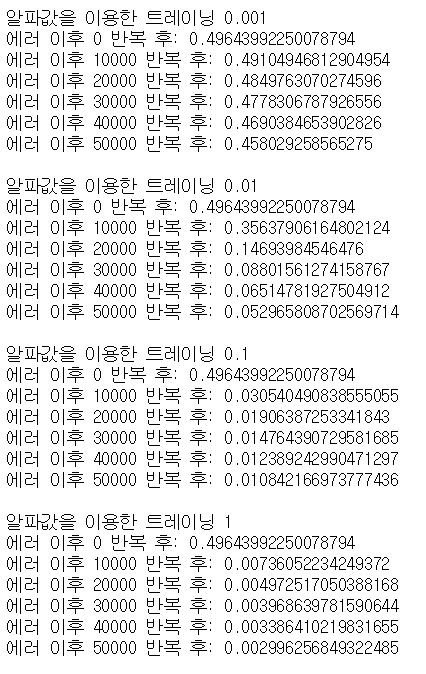 알파값을 이용한 트레이닝 0.001
에러 이후 0 반복 후: 0.49643992250078794
에러 이후 10000 반복 후: 0.49104946812904954
에러 이후 20000 반복 후: 0.4849763070274596
에러 이후 30000 반복 후: 0.4778306787926556
에러 이후 40000 반복 후: 0.4690384653902826
에러 이후 50000 반복 후: 0.458029258565275
알파값을 이용한 트레이닝 0.01
에러 이후 0 반복 후: 0.49643992250078794
에러 이후 10000 반복 후: 0.35637906164802124
에러 이후 20000 반복 후: 0.14693984546476
에러 이후 30000 반복 후: 0.08801561274158767
에러 이후 40000 반복 후: 0.06514781927504912
에러 이후 50000 반복 후: 0.052965808702569714
알파값을 이용한 트레이닝 0.1
에러 이후 0 반복 후: 0.49643992250078794
에러 이후 10000 반복 후: 0.030540490838555055
에러 이후 20000 반복 후: 0.01906387253341843
에러 이후 30000 반복 후: 0.014764390729581685
에러 이후 40000 반복 후: 0.012389242990471297
에러 이후 50000 반복 후: 0.010842166973777436
알파값을 이용한 트레이닝 1
에러 이후 0 반복 후: 0.49643992250078794
에러 이후 10000 반복 후: 0.00736052234249372
에러 이후 20000 반복 후: 0.004972517050388168
에러 이후 30000 반복 후: 0.00396863978159​0644
에러 이후 40000 반복 후: 0.003386410219831655
에러 이후 50000 반복 후: 0.002996256849322485